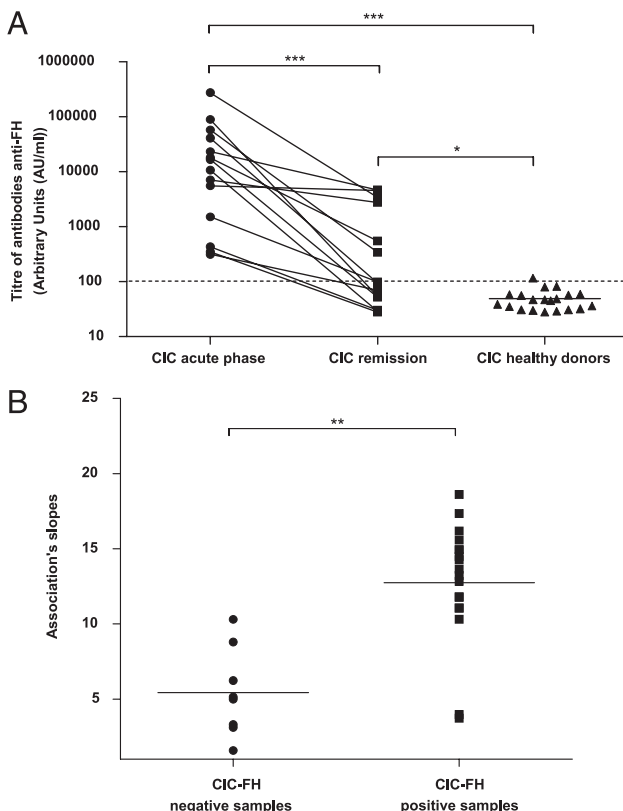 A
Titre of antibodies anti-FH
(Arbitrary Units (AU/ml))
1000000
100000
10000
1000
100
10
***
***
*
CIC acute phase
CIC remission
CIC healthy donors
B
Association's slopes
25
20
15
10
5
**
CIC-FH
negative samples
CIC-FH
positive samples